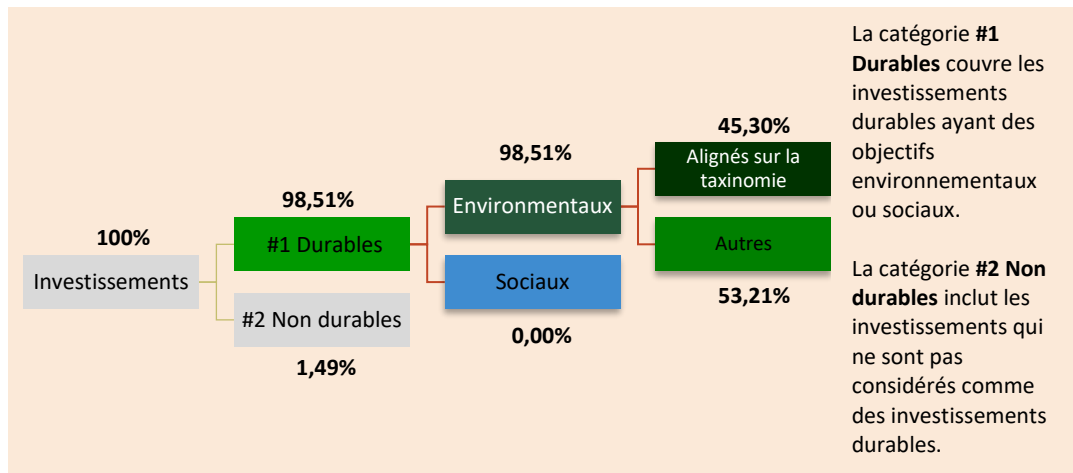 100%
Investissements
98,51%
#1 Durables
#2 Non durables
1,49%
98,51%
Environmentaux
Sociaux
0,00%
45,30%
Alignés sur la
taxinomie
Autres
53,21%
La catégorie #1
Durables couvre les
investissements
durables ayant des
objectifs
environnementaux
ou sociaux.
La catégorie #2 Non
durables inclut les
investissements qui
ne sont pas
considérés comme
des investissements
durables.